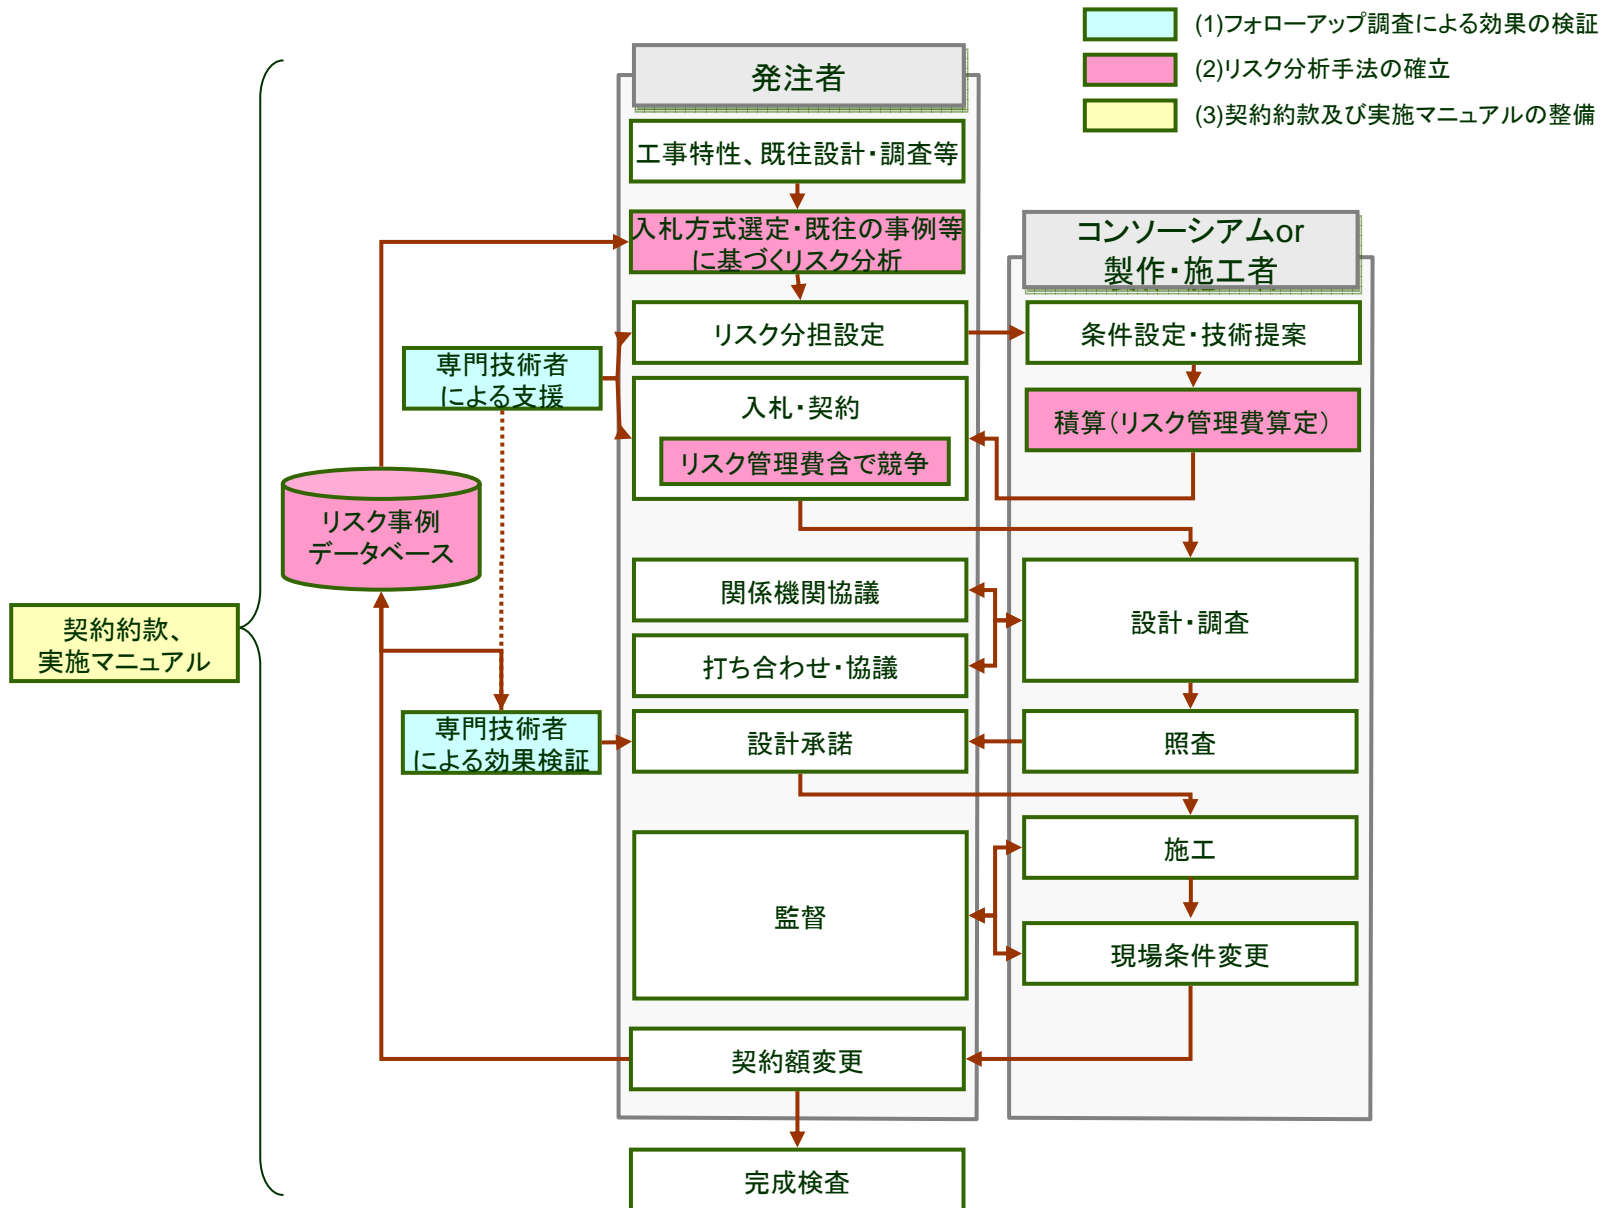 (1)フォローアップ調査による効果の検証
(2)リスク分析手法の確立
(3)契約約款及び実施マニュアルの整備
発注者
工事特性、既往設計・調査等
入札方式選定・既往の事例等
に基づくリスク分析
コンソーシアムor
製作・施工者
リスク分担設定
条件設定・技術提案
専門技術者
による支援
入札・契約
リスク管理費含で競争
積算（リスク管理費算定）
リスク事例
データベース
関係機関協議
設計・調査
打ち合わせ・協議
契約約款、
実施マニュアル
専門技術者
による効果検証
設計承諾
照査
施工
監督
現場条件変更
契約額変更
完成検査